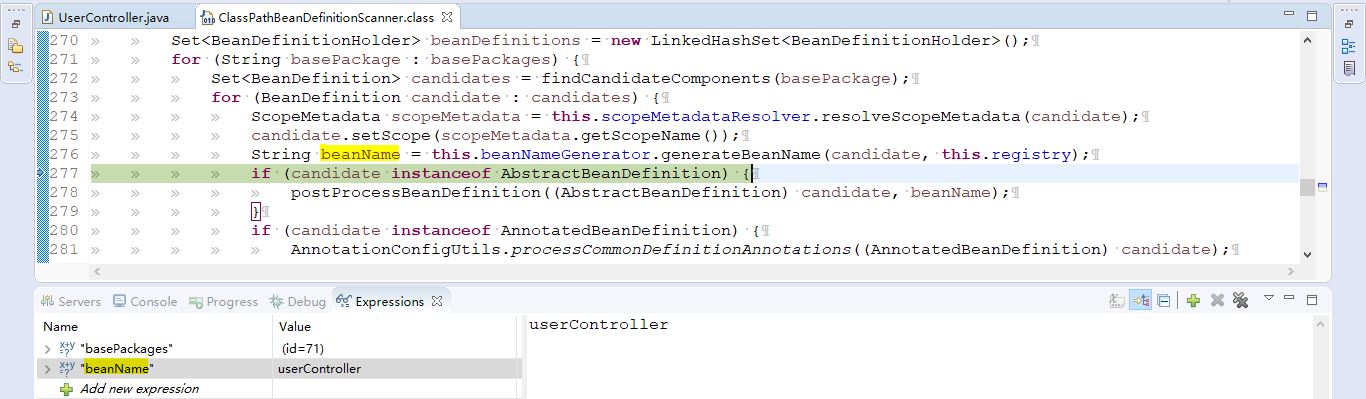 UserController.java
ClassPathBeanDefinitionScanner.class
270 Set<BeanDefinitionHolder> beanDefinitions = new LinkedHashSet<BeanDefinitionHolder>();
271 for (String basePackage : basePackages) {
272 Set<BeanDefinition> candidates = findCandidateComponents(basePackage);
273 for (BeanDefinition candidate : candidates) {
274 ScopeMetadata scopeMetadata = this.scopeMetadataResolver.resolveScopeMetadata(candidate);
275 candidate.setScope(scopeMetadata.getScopeName());
276 String beanName = this.beanNameGenerator.generateBeanName(candidate, this.registry);
277 if (candidate instanceof AbstractBeanDefinition) {
278 postProcessBeanDefinition((AbstractBeanDefinition) candidate, beanName);
279 }
280 if (candidate instanceof AnnotatedBeanDefinition) {
281 AnnotationConfigUtils.processCommonDefinitionAnnotations((AnnotatedBeanDefinition) candidate);
Servers Console Progress Debug Expressions
Name Value
"basePackages" (id=71)
"beanName" userController
Add new expression
userController